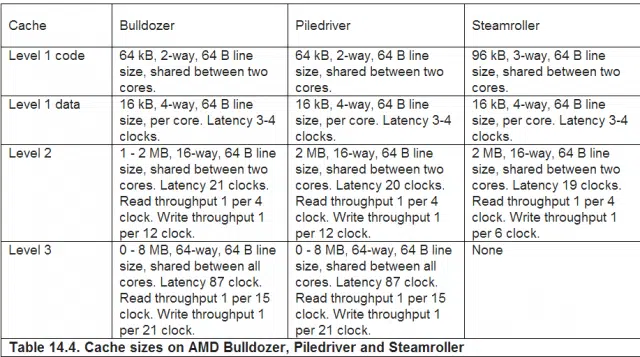 Cache Bulldozer Piledriver Steamroller
Level 1 code
64 kB, 2-way, 64 B line
size, shared between two
cores.
64 kB, 2-way, 64 B line
size, shared between two
cores.
96 kB, 3-way, 64 B line
size, shared between two
cores.
Level 1 data
16 kB, 4-way, 64 B line
size, per core. Latency 3-4
clocks.
16 kB, 4-way, 64 B line
size, per core. Latency 3-4
clocks.
16 kB, 4-way, 64 B line
size, per core. Latency 3-4
clocks.
Level 2
1 - 2 MB, 16-way, 64 B line
size, shared between two
cores. Latency 21 clocks.
Read throughput 1 per 4
clock. Write throughput 1
per 12 clock.
2 MB, 16-way, 64 B line
size, shared between two
cores. Latency 20 clocks.
Read throughput 1 per 4
clock. Write throughput 1
per 12 clock.
2 MB, 16-way, 64 B line
size, shared between two
cores. Latency 19 clocks.
Read throughput 1 per 4
clock. Write throughput 1
per 6 clock.
Level 3
0 - 8 MB, 64-way, 64 B line
size, shared between all
cores. Latency 87 clock.
Read throughput 1 per 15
clock. Write throughput 1
per 21 clock.
0 - 8 MB, 64-way, 64 B line
size, shared between all
cores. Latency 87 clock.
Read throughput 1 per 15
clock. Write throughput 1
per 21 clock.
None
Table 14.4. Cache sizes on AMD Bulldozer, Piledriver and Steamroller